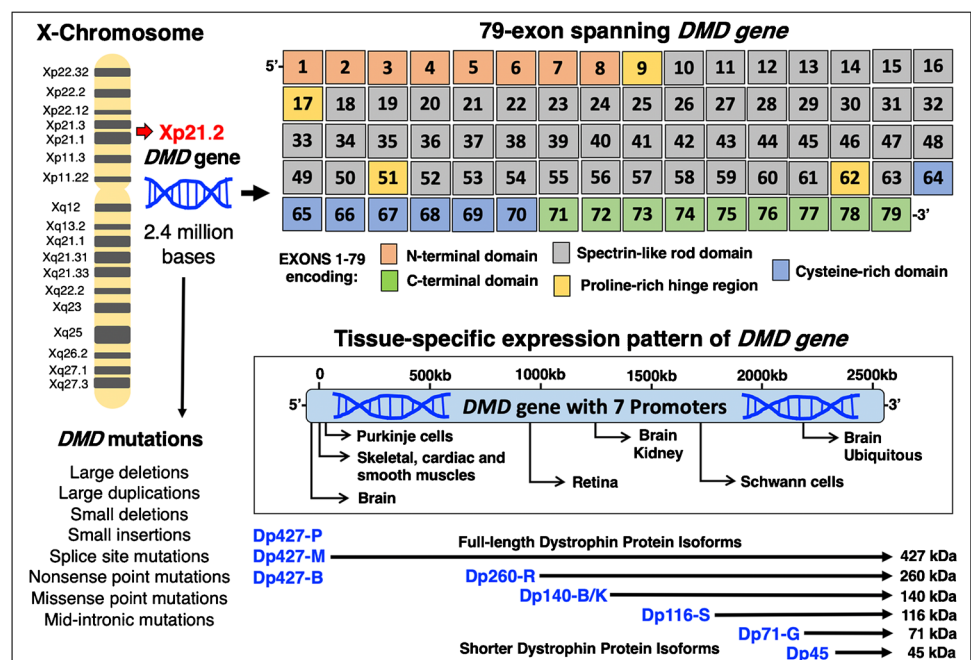 X-Chromosome
Xp22.32
Xp22.2
Xp22.12
Xp21.3
Xp21.1
Xp11.3
Xp11.22
Xq12
Xq13.2
Xq21.1
Xq21.31
Xq21.33
Xq22.2
Xq23
Xq25
Xq26.2
Xq27.1
Xq27.3
Xp21.2
DMD gene
2.4 million
bases
DMD mutations
Large deletions
Large duplications
Small deletions
Small insertions
Splice site mutations
Nonsense point mutations
Missense point mutations
Mid-intronic mutations
79-exon spanning DMD gene
5'- 1 2 3 4 5 6 7 8 9 10 11 12 13 14 15 16
17 18 19 20 21 22 23 24 25 26 27 28 29 30 31 32
33 34 35 36 37 38 39 40 41 42 43 44 45 46 47 48
49 50 51 52 53 54 55 56 57 58 59 60 61 62 63 64
65 66 67 68 69 70 71 72 73 74 75 76 77 78 79 -3'
EXONS 1-79
encoding:
N-terminal domain
C-terminal domain
Spectrin-like rod domain
Proline-rich hinge region
Cysteine-rich domain
Tissue-specific expression pattern of DMD gene
0 500kb 1000kb 1500kb 2000kb 2500kb
5'- DMD gene with 7 Promoters -3'
Purkinje cells
Skeletal, cardiac and
smooth muscles
Brain
Retina
Brain
Kidney
Schwann cells
Brain
Ubiquitous
Dp427-P
Dp427-M
Dp427-B
Full-length Dystrophin Protein Isoforms
427 kDa
Dp260-R 260 kDa
Dp140-B/K 140 kDa
Dp116-S 116 kDa
Dp71-G 71 kDa
Shorter Dystrophin Protein Isoforms Dp45 45 kDa